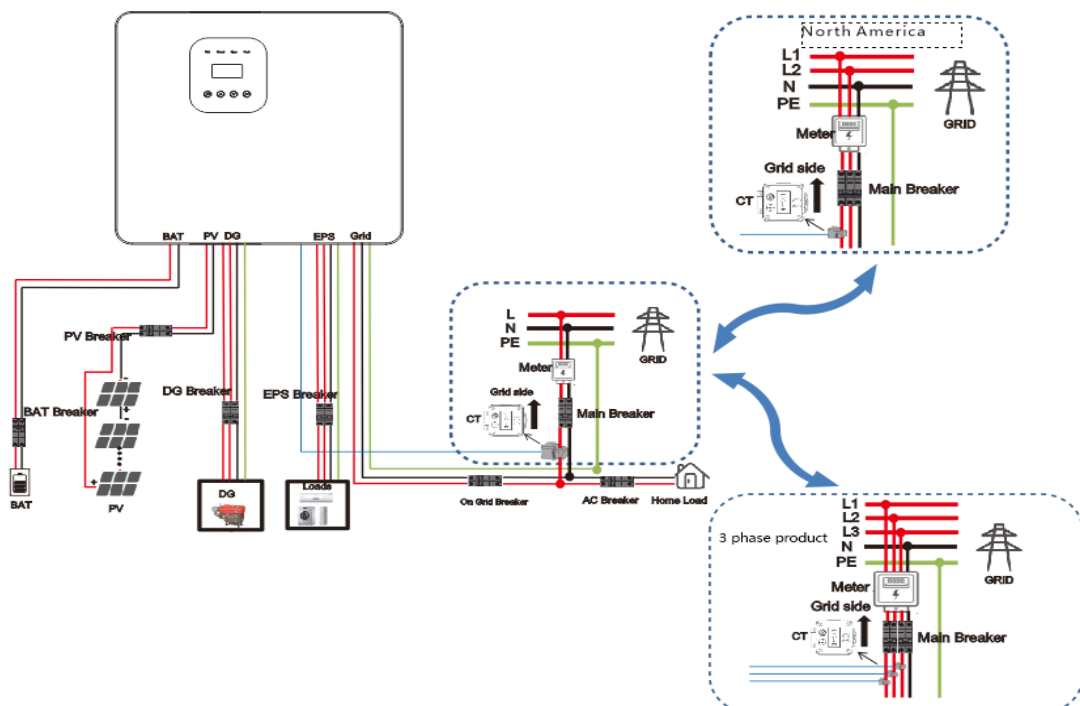 North America
L1
L2
N
PE
GRID
Meter
Grid side
Main Breaker
CT
BAT PV DG EPS Grid
L
N
PE
GRID
Meter
Grid side
Main Breaker
CT
PV Breaker
DG Breaker
EPS Breaker
BAT Breaker
BAT
PV
DG
Loads
On Grid Breaker
AC Breaker
Home Load
3 phase product
L1
L2
L3
N
PE
GRID
Meter
Grid side
Main Breaker
CT